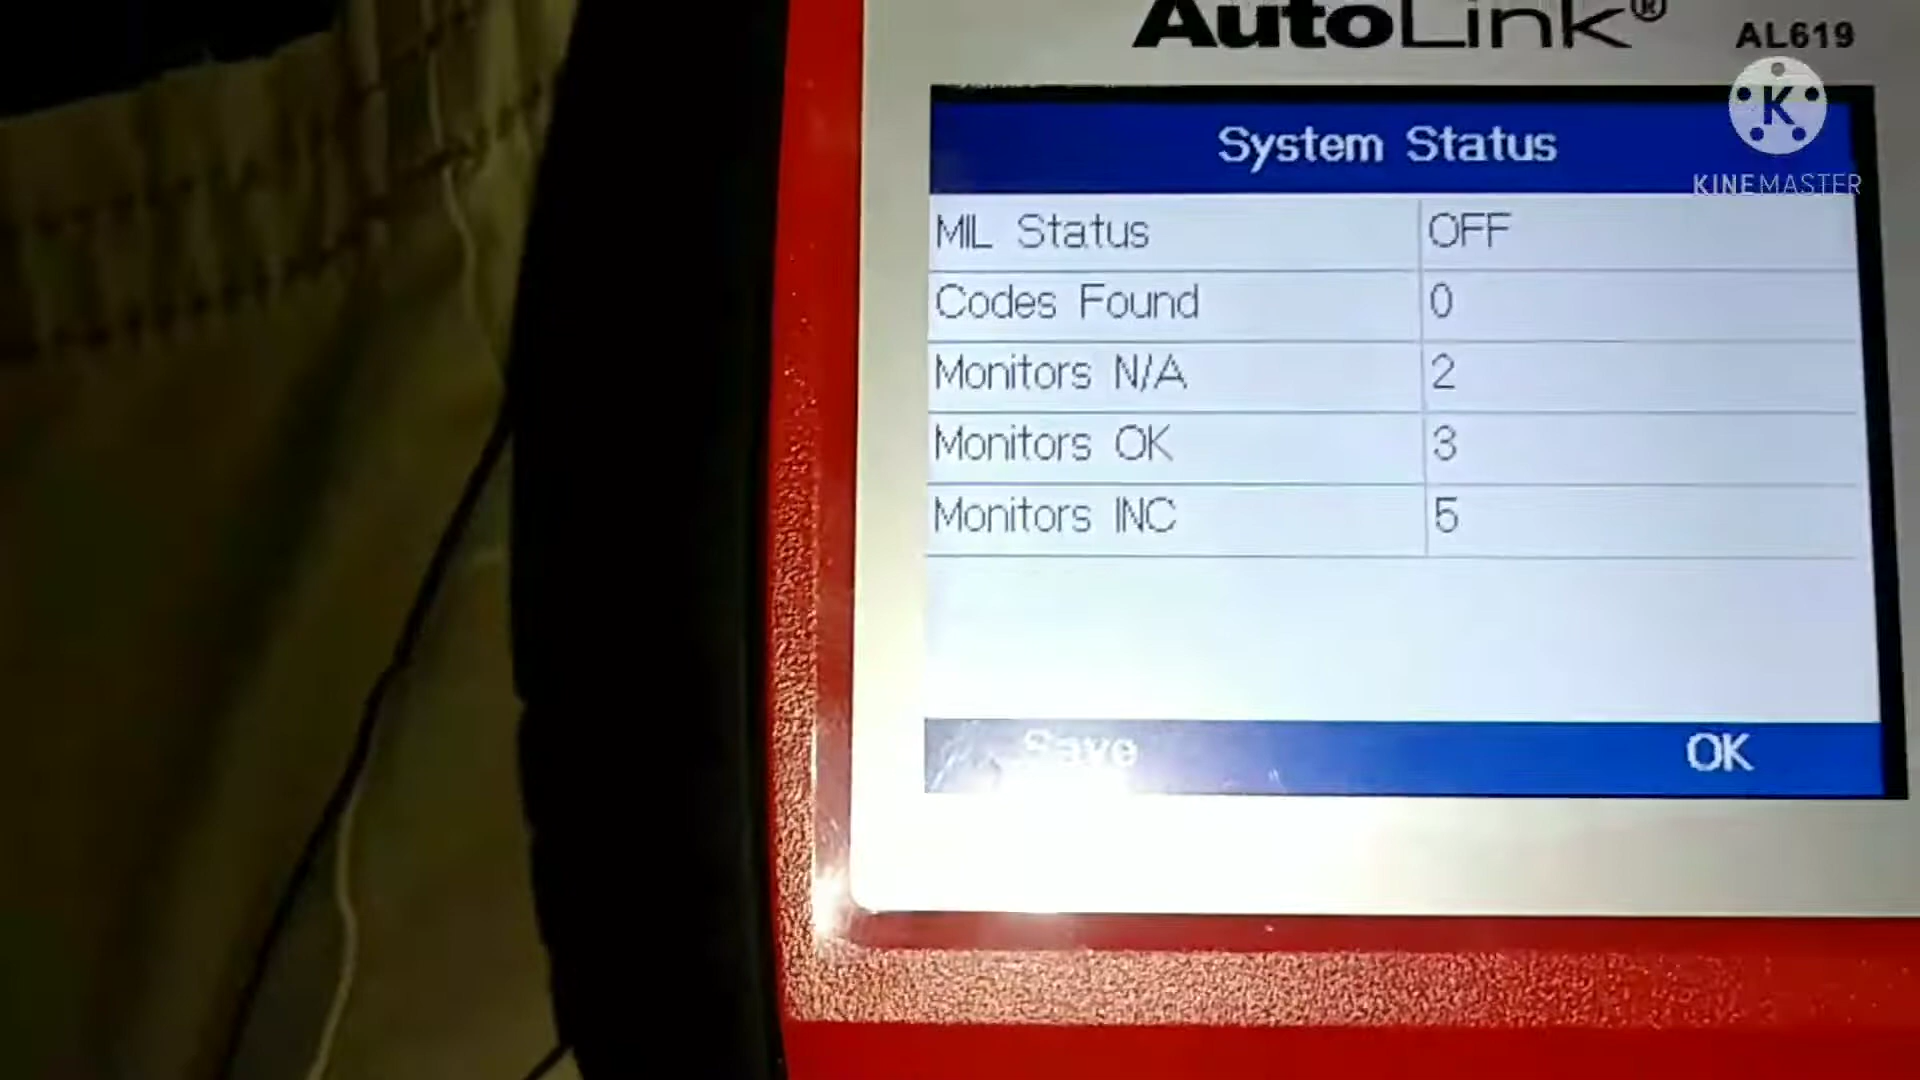 AutoLink®
AL619
K
KINEMASTER
System Status
MIL Status OFF
Codes Found 0
Monitors N/A 2
Monitors OK 3
Monitors INC 5
Save OK